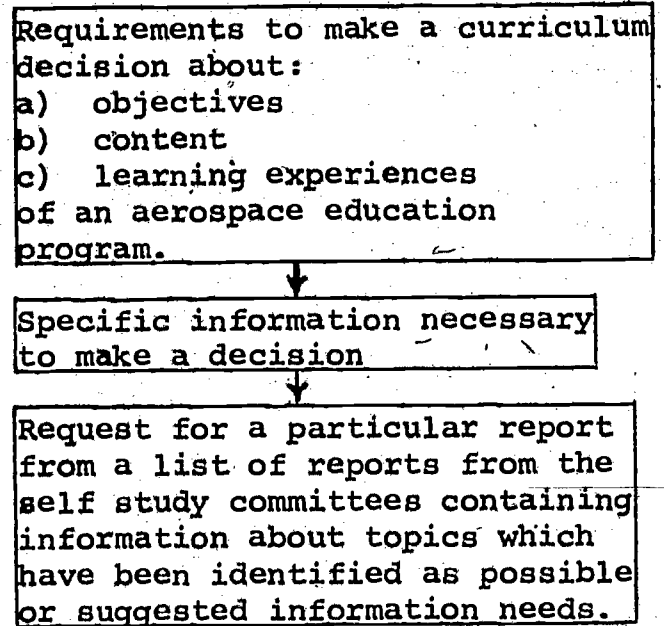 Requirements to make a curriculum
decision about:
a) objectives
b) content
c) learning experiences
of an aerospace education
program.
Specific information necessary
to make a decision
Request for a particular report
from a list of reports from the
self study committees containing
information about topics which
have been identified as possible
or suggested information needs.